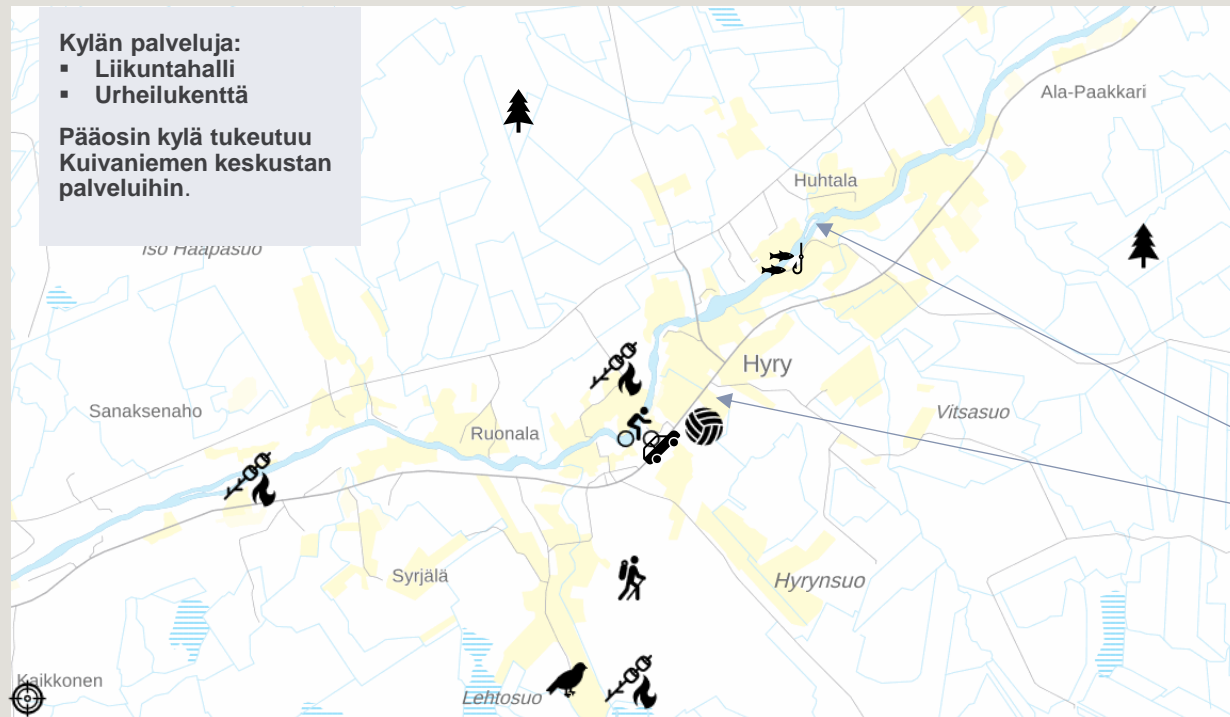 Kylän palveluja:
▪ Liikuntahalli
▪ Urheilukenttä
Pääosin kylä tukeutuu
Kuivaniemen keskustan
palveluihin.
Ala-Paakkari
Huhtala
Iso Haapasuo
Hyry
Sanaksenaho
Vitsasuo
Ruonala
Syrjälä
Hyrynsuo
Kaikkonen
Lehtosuo